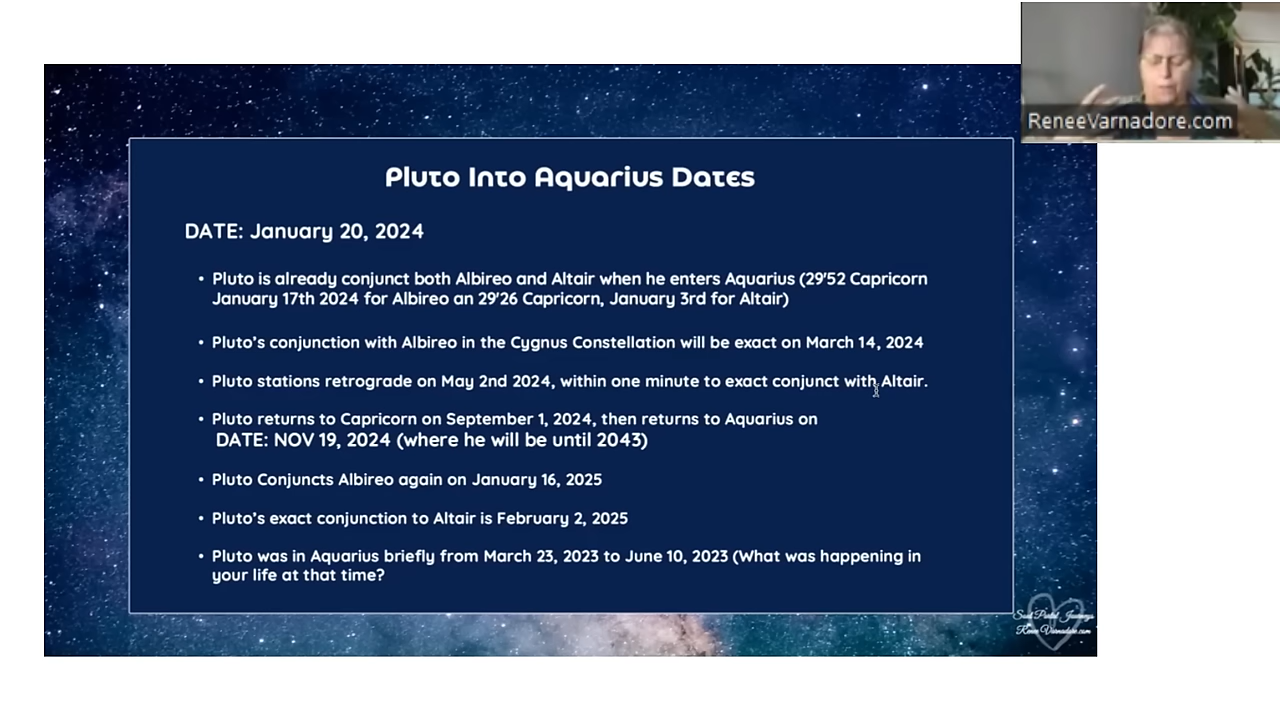 ReneeVarnadore.com
Pluto Into Aquarius Dates
DATE: January 20, 2024
• Pluto is already conjunct both Albireo and Altair when he enters Aquarius (29'52 Capricorn
January 17th 2024 for Albireo an 29'26 Capricorn, January 3rd for Altair)
• Pluto's conjunction with Albireo in the Cygnus Constellation will be exact on March 14, 2024
• Pluto stations retrograde on May 2nd 2024, within one minute to exact conjunct with Altair.
• Pluto returns to Capricorn on September 1, 2024, then returns to Aquarius on
DATE: NOV 19, 2024 (where he will be until 2043)
• Pluto Conjuncts Albireo again on January 16, 2025
• Pluto's exact conjunction to Altair is February 2, 2025
• Pluto was in Aquarius briefly from March 23, 2023 to June 10, 2023 (What was happening in
your life at that time?
Soul Portal Journeys
Renee Varnadore.com